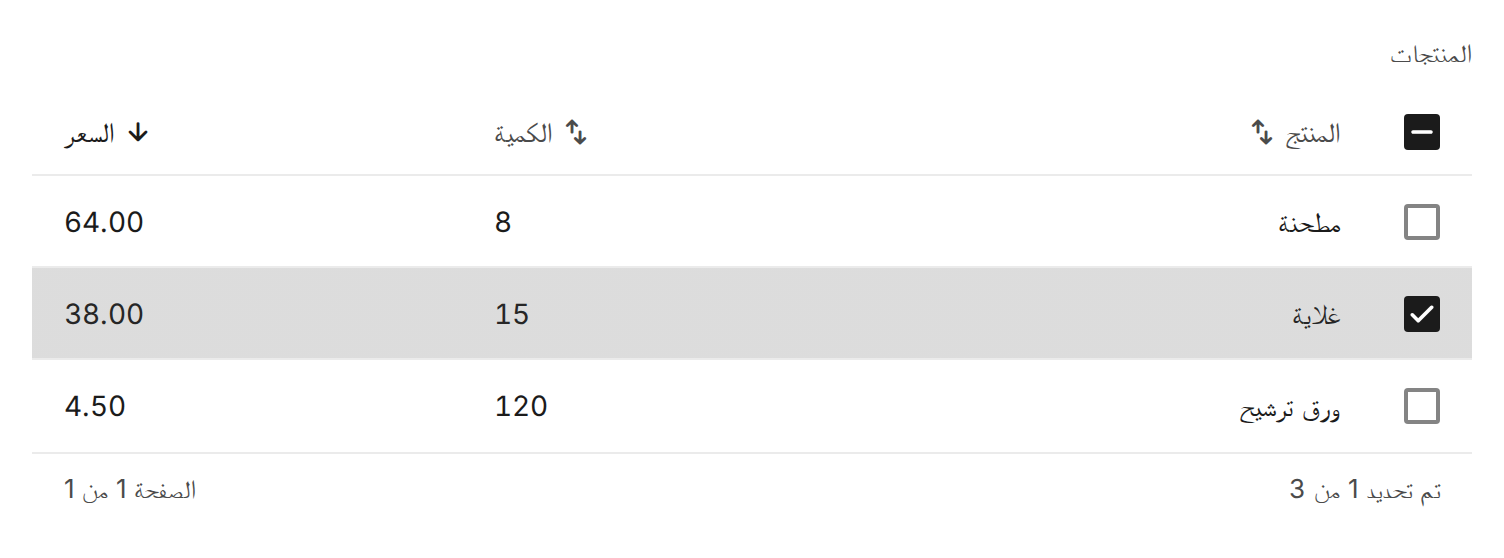 المنتجات
المنتج الكمية السعر
مطحنة 8 64.00
غلاية 15 38.00
ورق ترشيح 120 4.50
تم تحديد 1 من 3 الصفحة 1 من 1